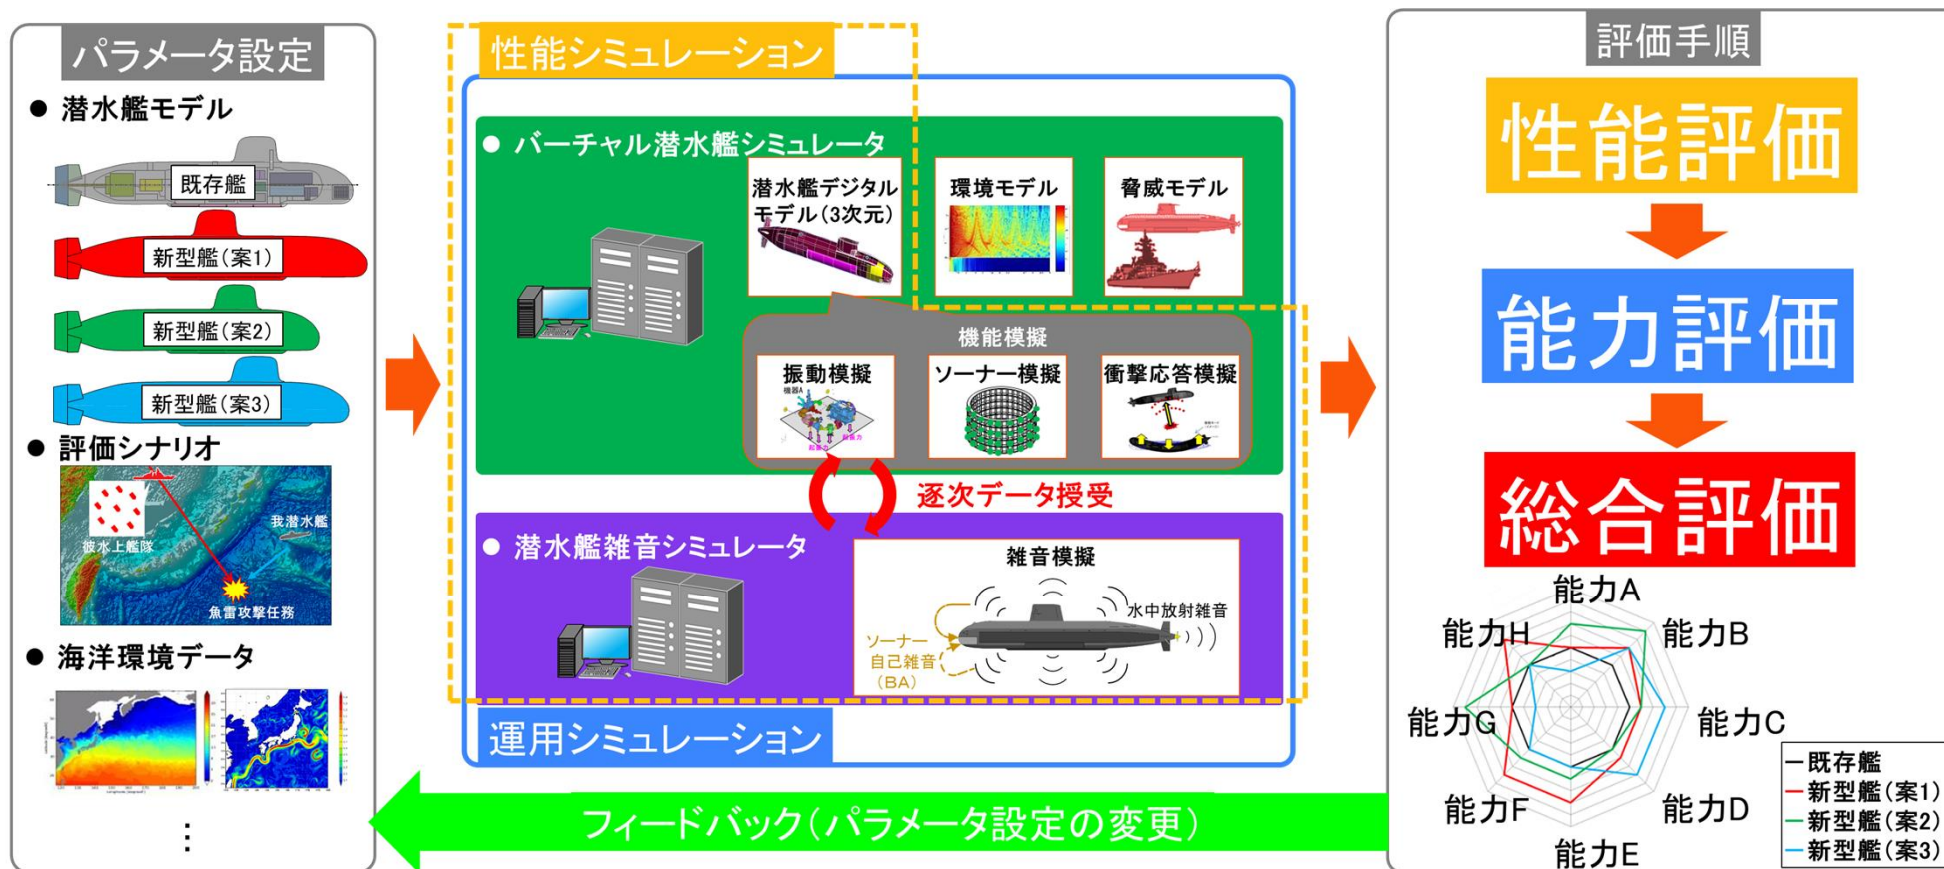 パラメータ設定
● 潜水艦モデル
既存艦
新型艦(案1)
新型艦(案2)
新型艦(案3)
● 評価シナリオ
彼水上艦隊
我潜水艦
魚雷攻撃任務
● 海洋環境データ
⋮
性能シミュレーション
● バーチャル潜水艦シミュレータ
潜水艦デジタル
モデル(3次元)
環境モデル
脅威モデル
機能模擬
振動模擬
機器A
ソーナー模擬
衝撃応答模擬
逐次データ授受
● 潜水艦雑音シミュレータ
雑音模擬
水中放射雑音
ソーナー
自己雑音
(BA)
運用シミュレーション
フィードバック(パラメータ設定の変更)
評価手順
性能評価
能力評価
総合評価
能力A
能力B
能力C
能力D
能力E
能力F
能力G
能力H
既存艦
新型艦(案1)
新型艦(案2)
新型艦(案3)